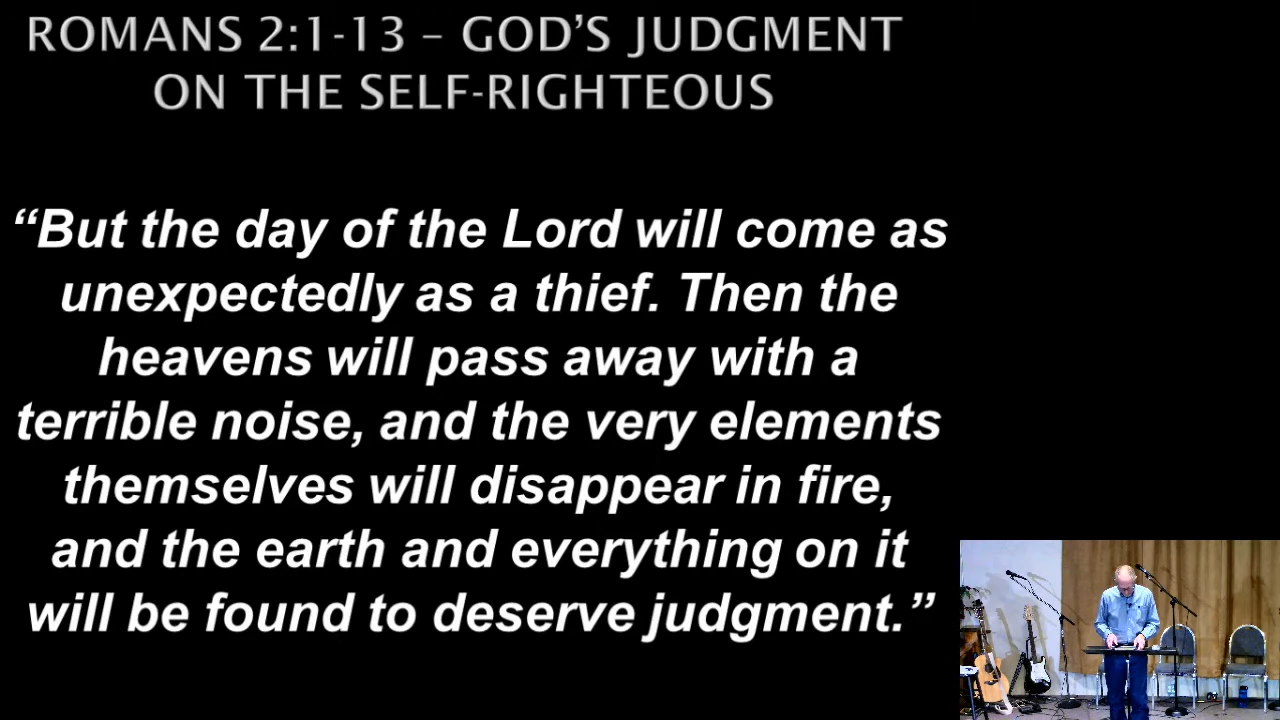 ROMANS 2:1-13 – GOD’S JUDGMENT
ON THE SELF-RIGHTEOUS
“But the day of the Lord will come as
unexpectedly as a thief. Then the
heavens will pass away with a
terrible noise, and the very elements
themselves will disappear in fire,
and the earth and everything on it
will be found to deserve judgment.”